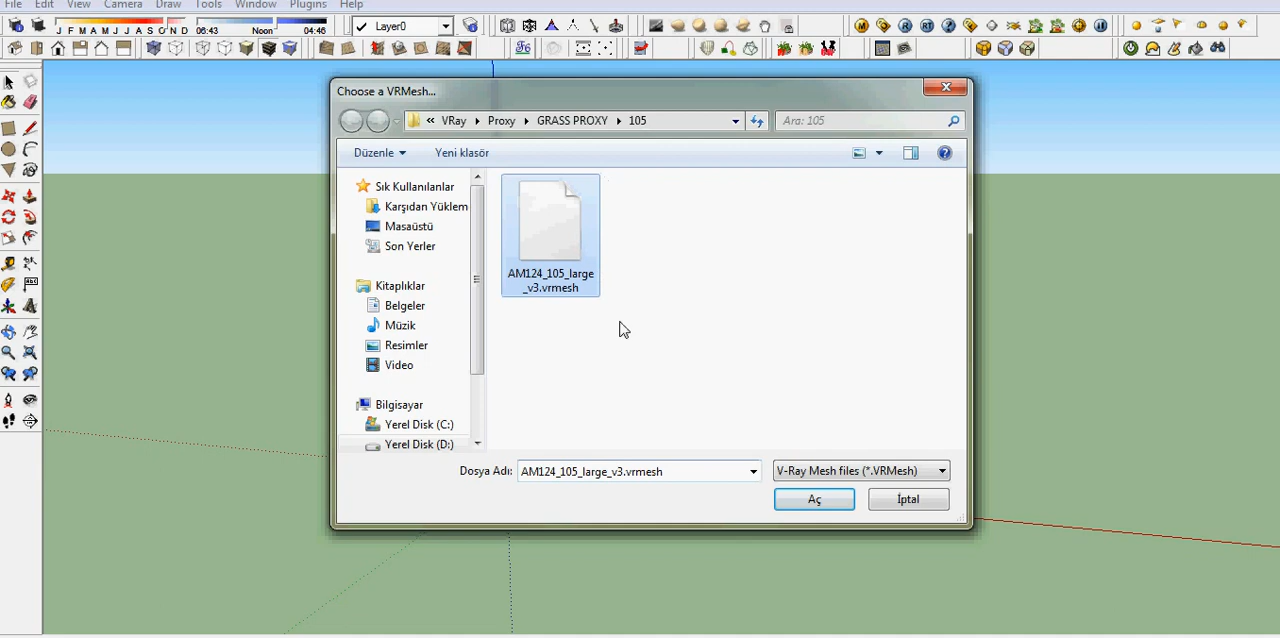 File Edit View Camera Draw Tools Window Plugins Help
J F M A M J J A S O N D 06:43 Noon 04:46 Layer0
M R RT
Choose a VRMesh...
« VRay Proxy GRASS PROXY 105 Ara: 105
Düzenle Yeni klasör
Sık Kullanılanlar
Karşıdan Yüklem
Masaüstü
Son Yerler
Kitaplıklar
Belgeler
Müzik
Resimler
Video
Bilgisayar
Yerel Disk (C:)
Yerel Disk (D:)
AM124_105_large
_v3.vrmesh
Dosya Adı: AM124_105_large_v3.vrmesh V-Ray Mesh files (*.VRMesh)
Aç İptal